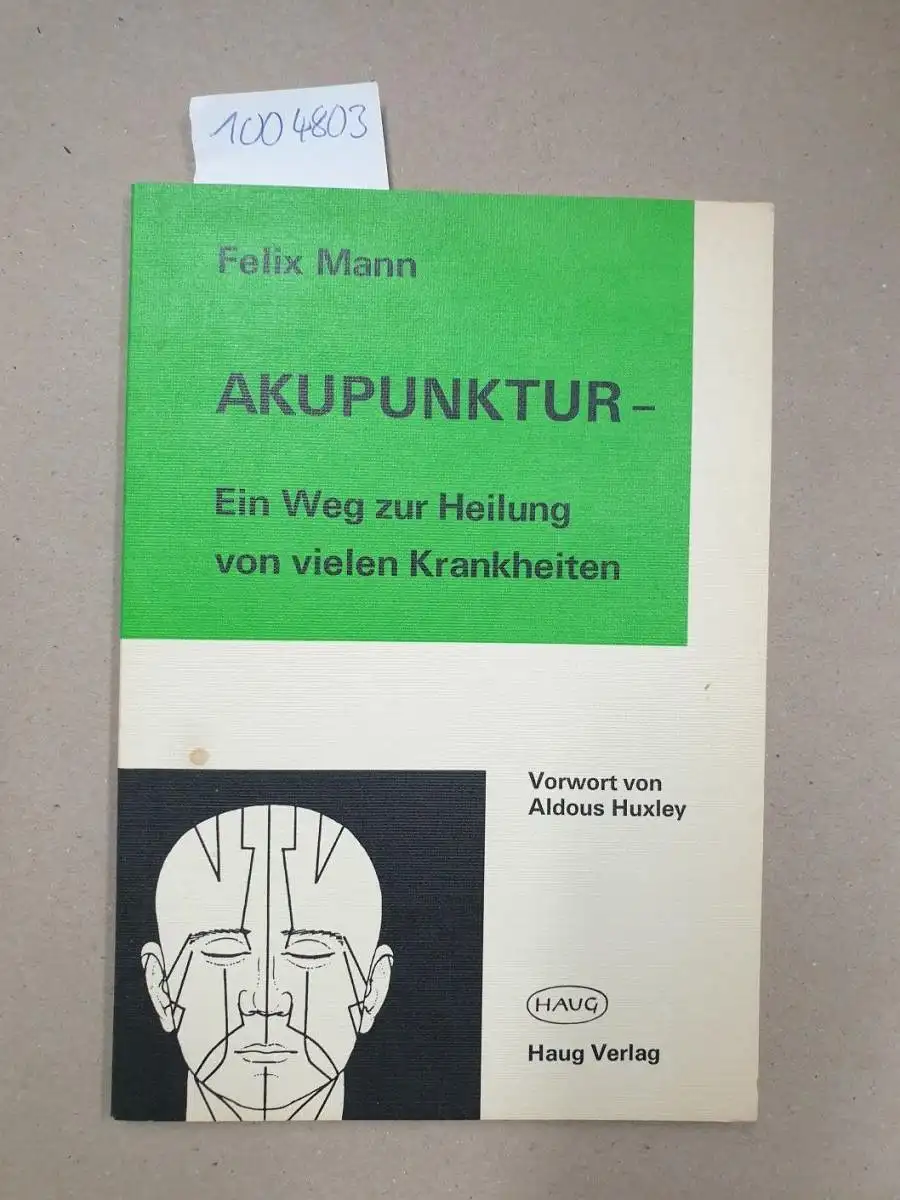 1004803
Felix Mann
AKUPUNKTUR –
Ein Weg zur Heilung
von vielen Krankheiten
Vorwort von
Aldous Huxley
HAUG
Haug Verlag